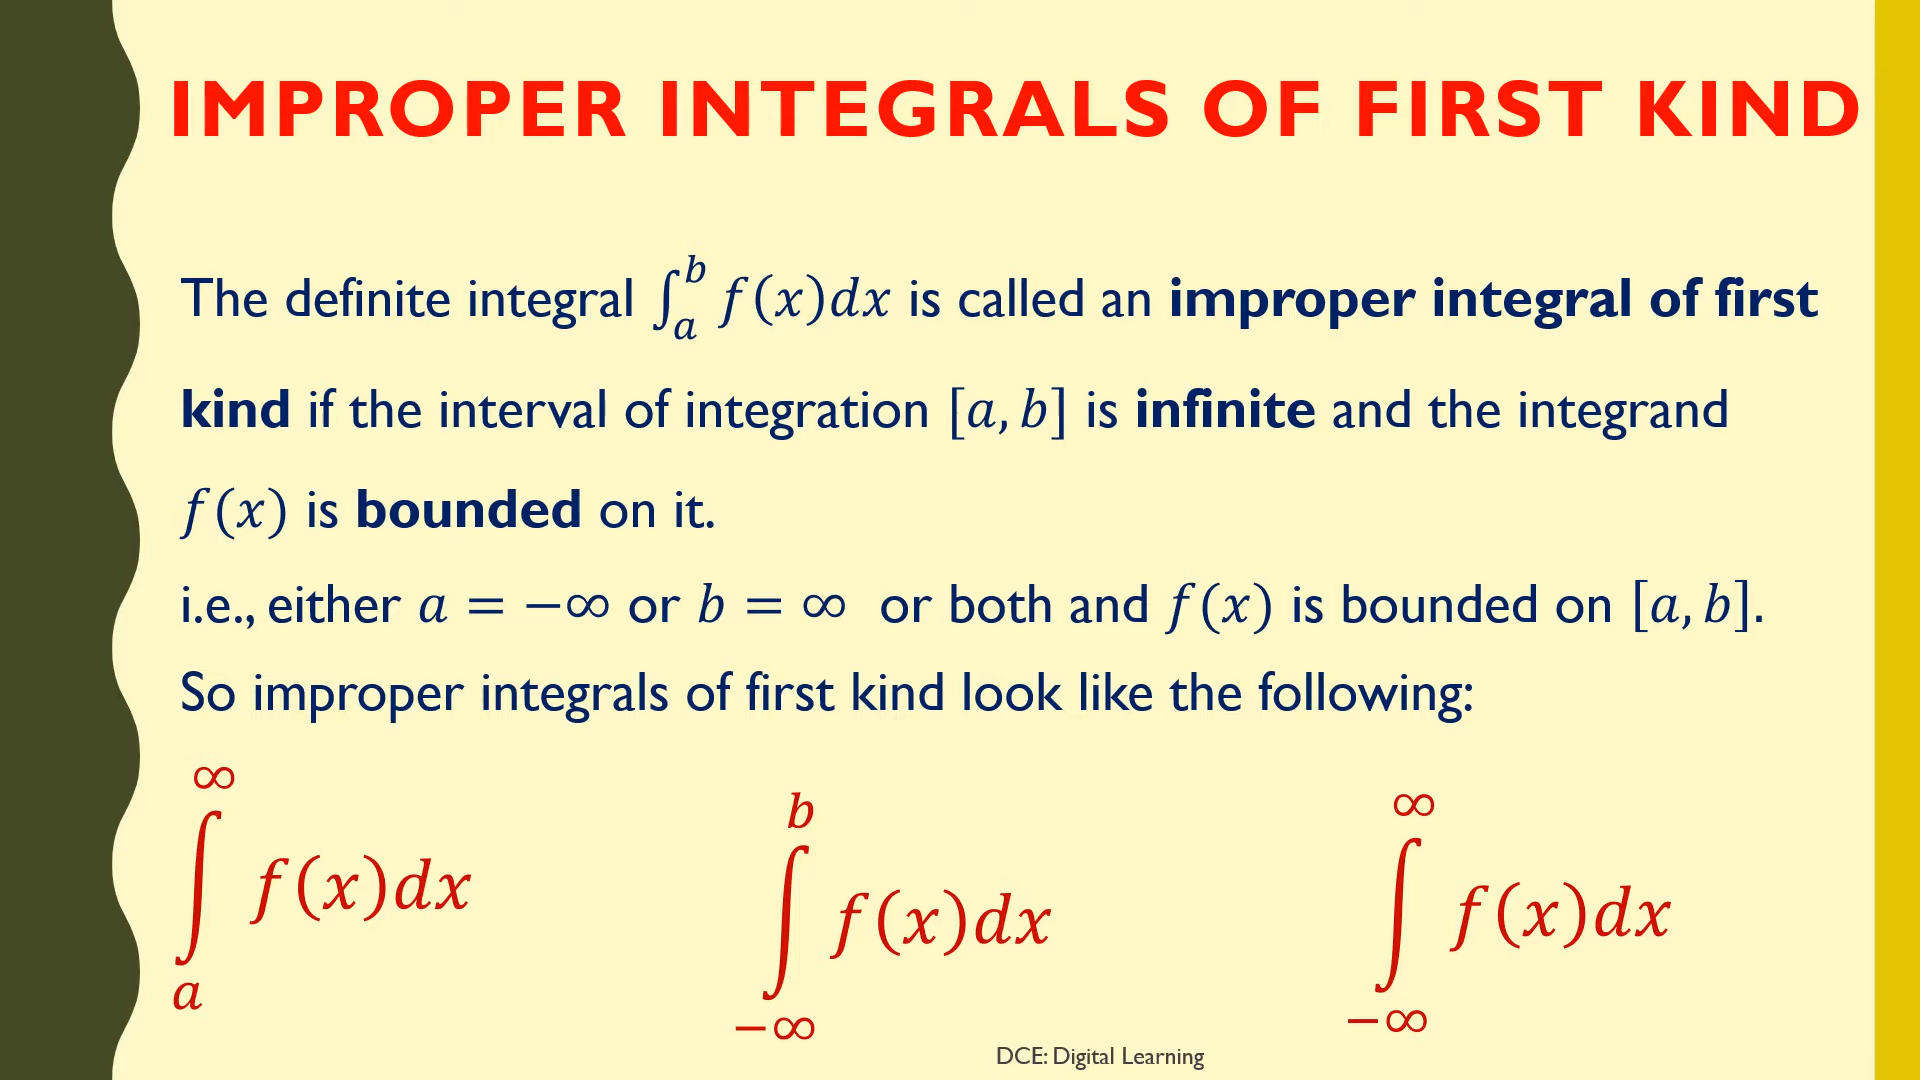 IMPROPER INTEGRALS OF FIRST KIND
The definite integral ∫_a^b f(x)dx is called an improper integral of first
kind if the interval of integration [a, b] is infinite and the integrand
f(x) is bounded on it.
i.e., either a = −∞ or b = ∞ or both and f(x) is bounded on [a, b].
So improper integrals of first kind look like the following:
∫_a^∞ f(x)dx ∫_{−∞}^b f(x)dx ∫_{−∞}^∞ f(x)dx
DCE: Digital Learning